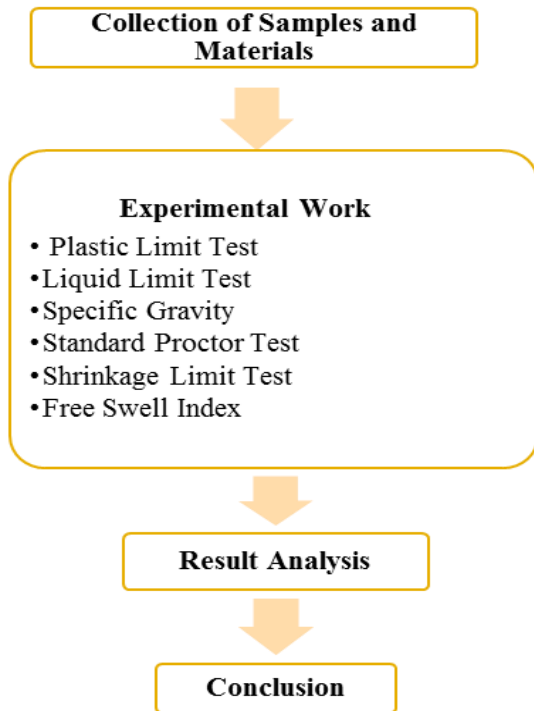 Collection of Samples and
Materials
Experimental Work
• Plastic Limit Test
•Liquid Limit Test
•Specific Gravity
•Standard Proctor Test
•Shrinkage Limit Test
•Free Swell Index
Result Analysis
Conclusion